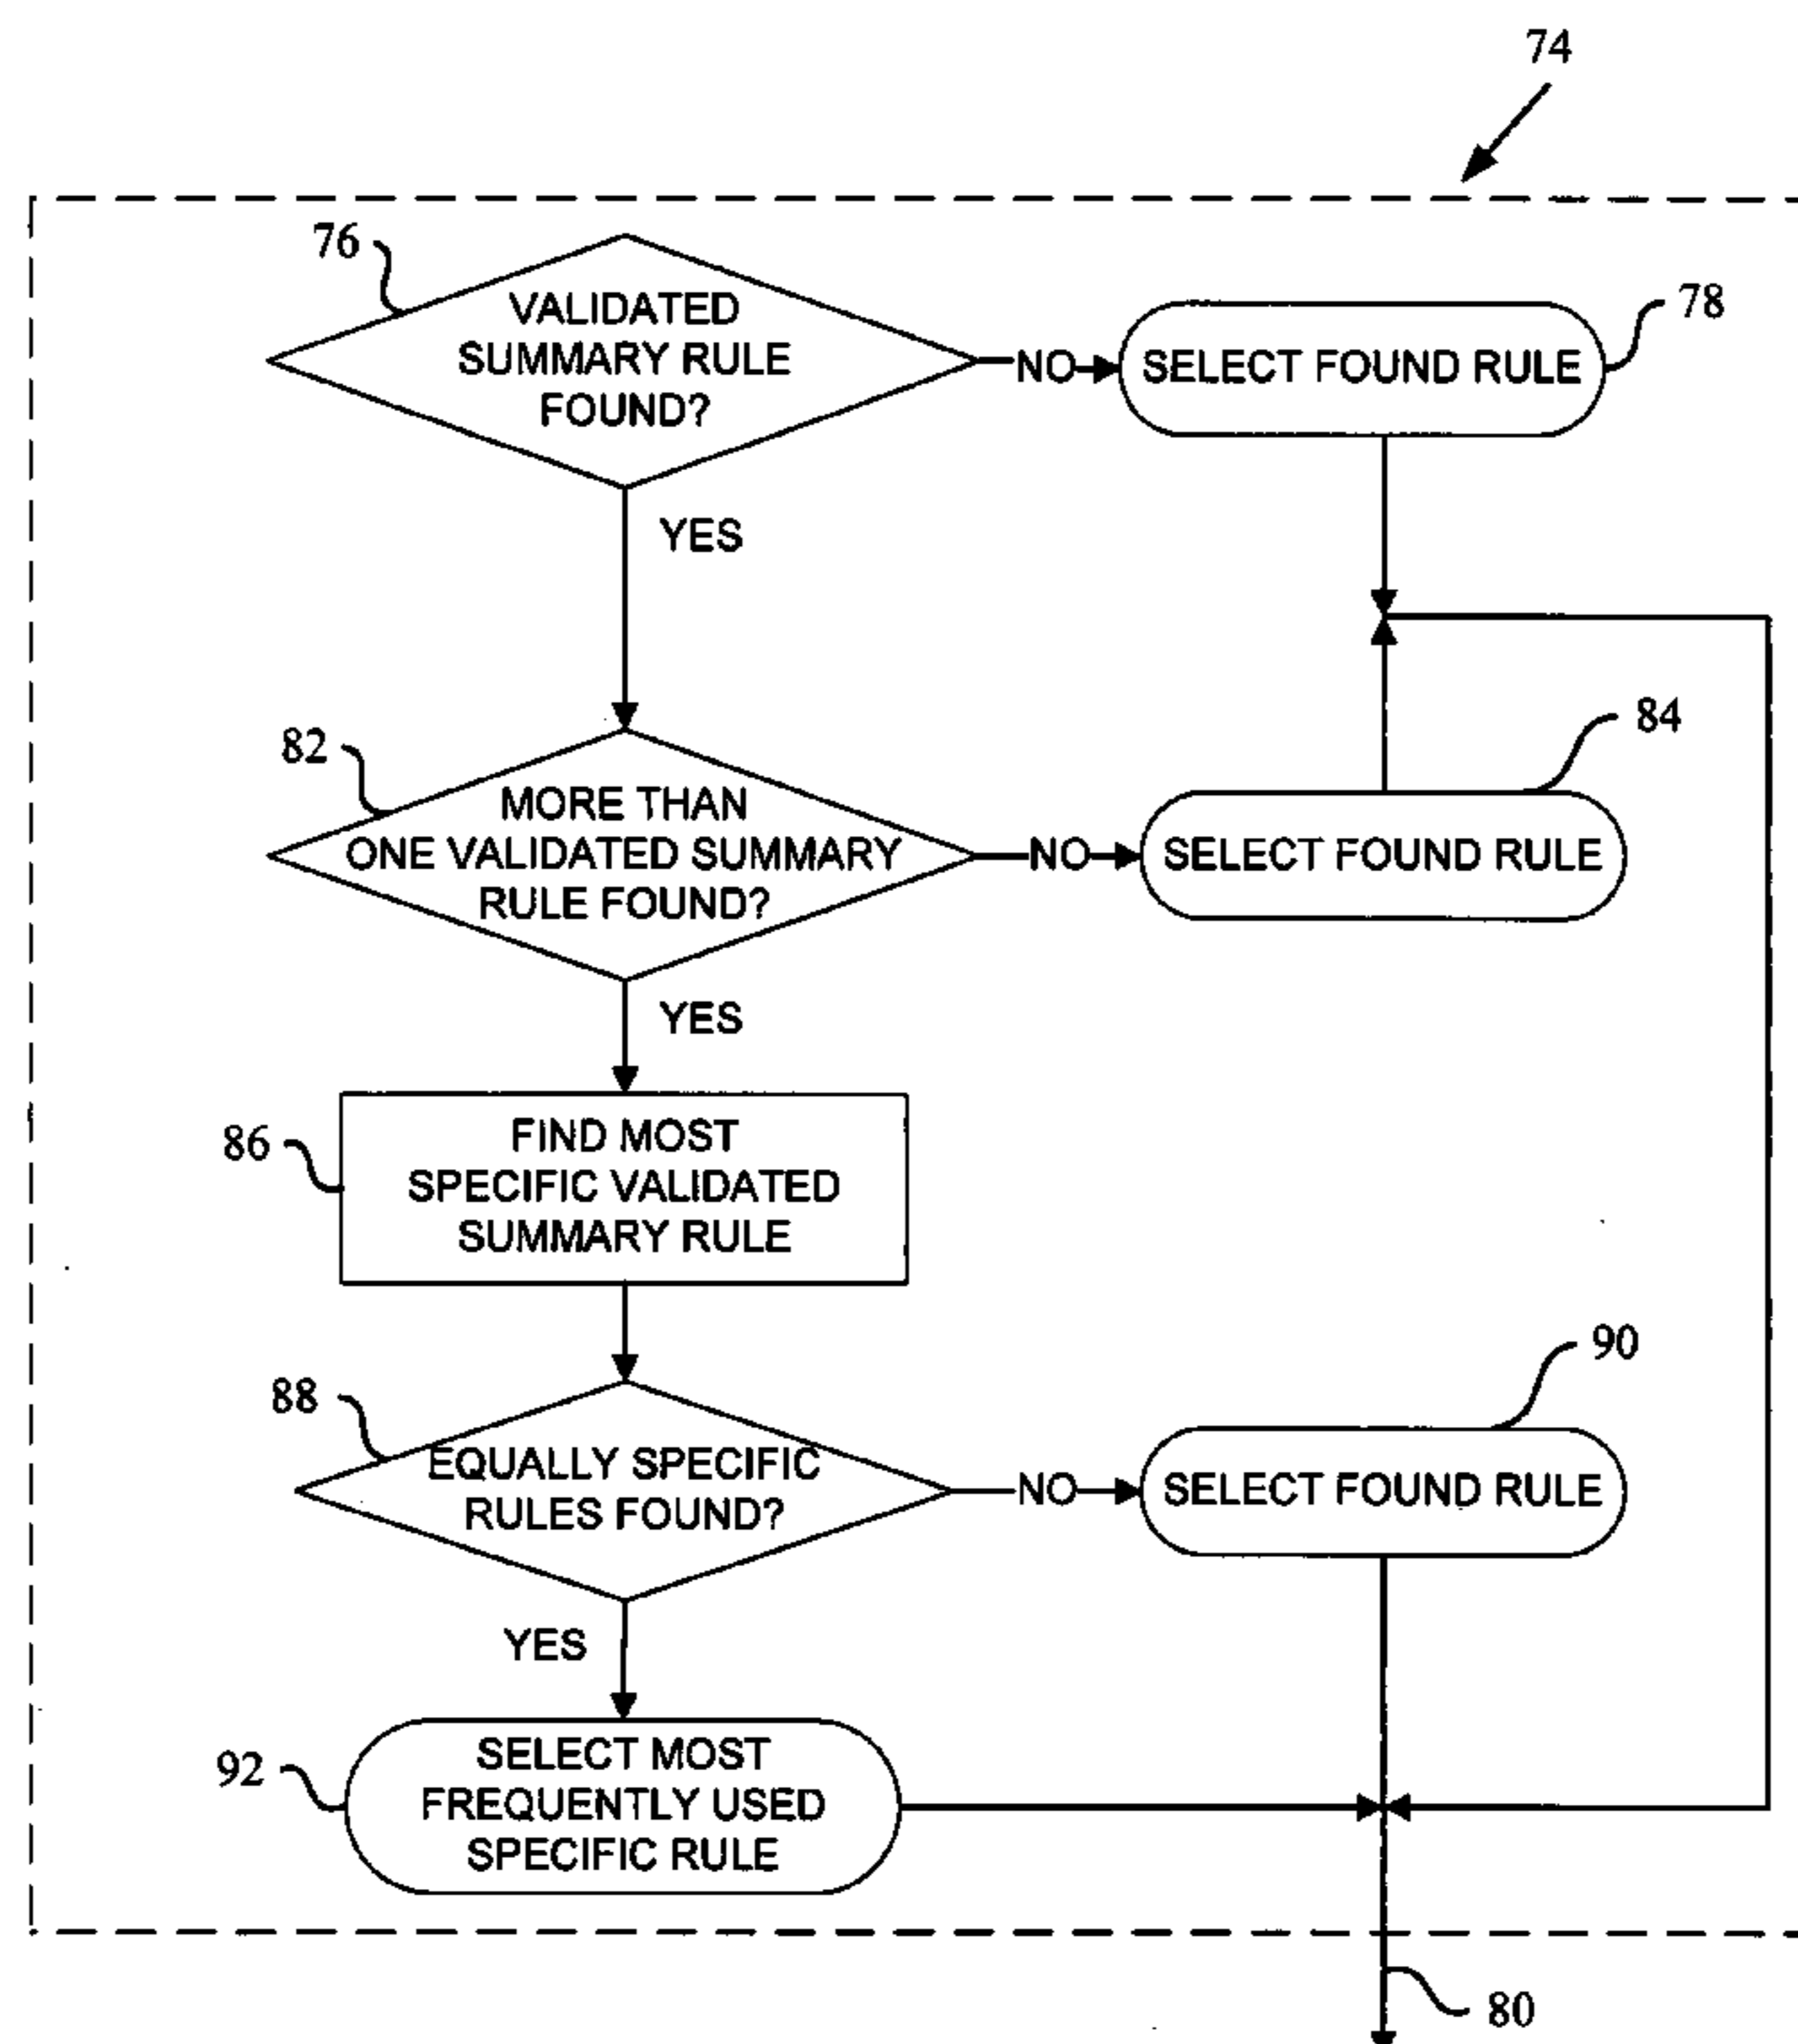 74
76
VALIDATED
SUMMARY RULE
FOUND?
NO
SELECT FOUND RULE
78
YES
82
MORE THAN
ONE VALIDATED SUMMARY
RULE FOUND?
NO
SELECT FOUND RULE
84
YES
86
FIND MOST
SPECIFIC VALIDATED
SUMMARY RULE
88
EQUALLY SPECIFIC
RULES FOUND?
NO
SELECT FOUND RULE
90
YES
92
SELECT MOST
FREQUENTLY USED
SPECIFIC RULE
80